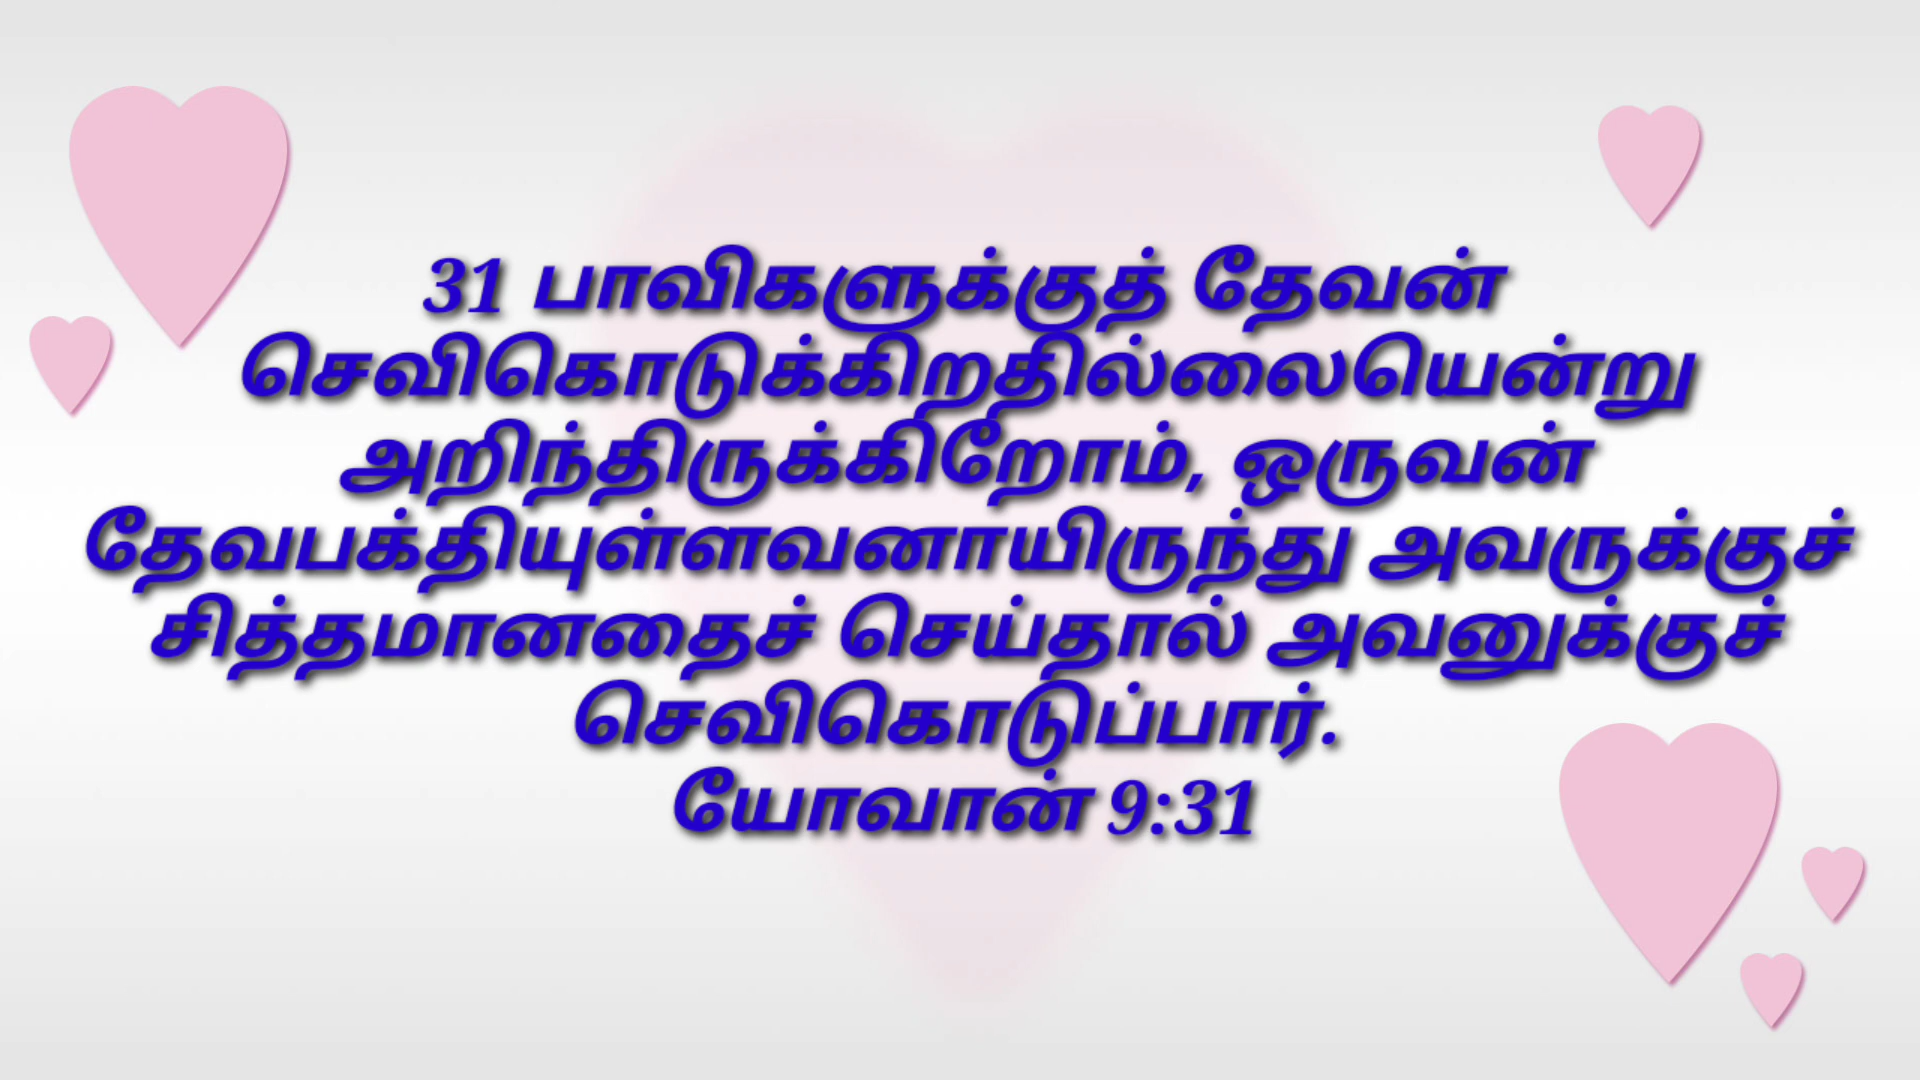 31 பாவிகளுக்குத் தேவன்
செவிகொடுக்கிறதில்லையென்று
அறிந்திருக்கிறோம், ஒருவன்
தேவபக்தியுள்ளவனாயிருந்து அவருக்குச்
சித்தமானதைச் செய்தால் அவனுக்குச்
செவிகொடுப்பார்.
யோவான் 9:31